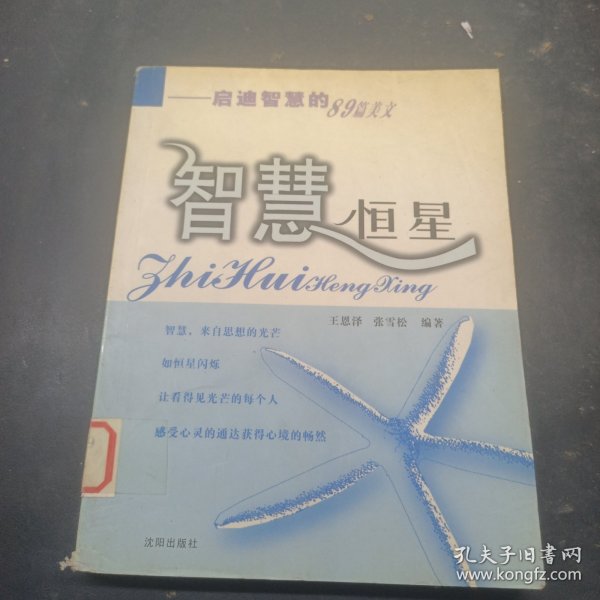 ——启迪智慧的89篇美文
智慧恒星
ZhiHuiHengXing
王恩泽 张雪松 编著
智慧，来自思想的光芒
如恒星闪烁
让看得见光芒的每个人
感受心灵的通达获得心境的畅然
沈阳出版社
孔夫子旧书网
www.kongfz.com